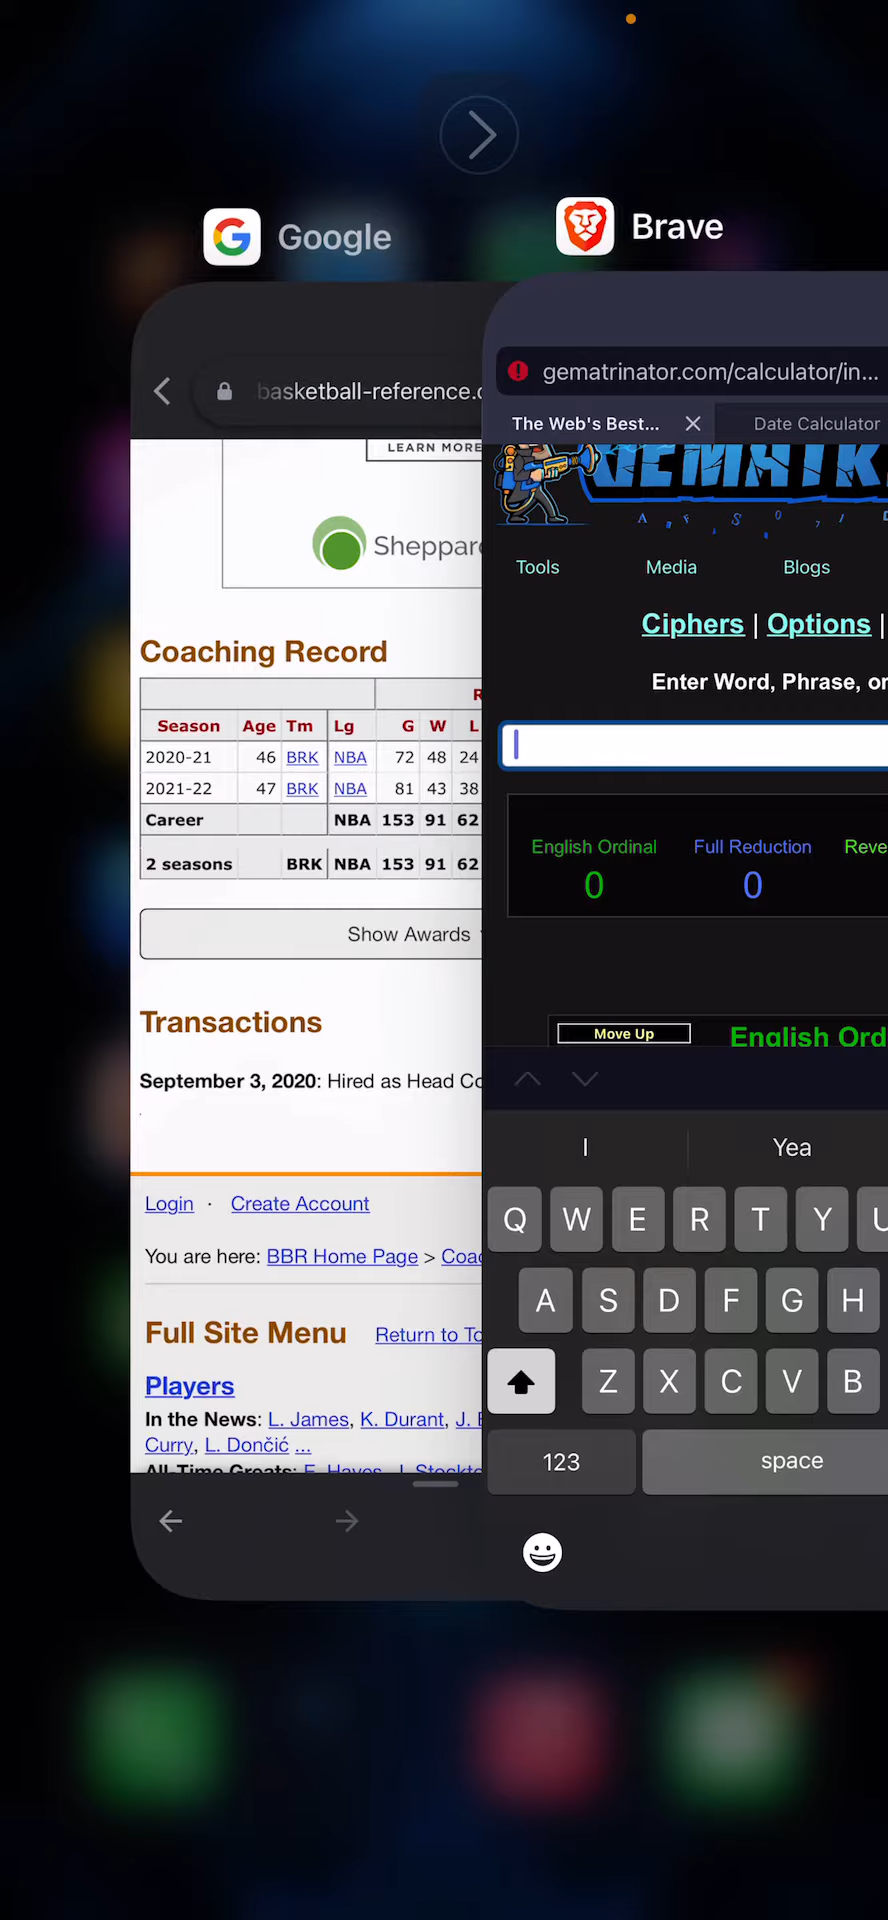 Google
Brave
basketball-reference.
LEARN MORE
Coaching Record
Season Age Tm Lg G W L
2020-21 46 BRK NBA 72 48 24
2021-22 47 BRK NBA 81 43 38
Career NBA 153 91 62
2 seasons BRK NBA 153 91 62
Show Awards
Transactions
September 3, 2020: Hired as Head
Login · Create Account
You are here: BBR Home Page >
Full Site Menu Return to
Players
In the News: L. James, K. Durant, J.
Curry, L. Dončić ...
gematrinator.com/calculator/in...
The Web's Best... Date Calculator
Tools Media Blogs
Ciphers | Options |
Enter Word, Phrase, or
English Ordinal Full Reduction
0 0
Move Up English Ord
I Yea
Q W E R T Y U
A S D F G H
Z X C V B
123 space